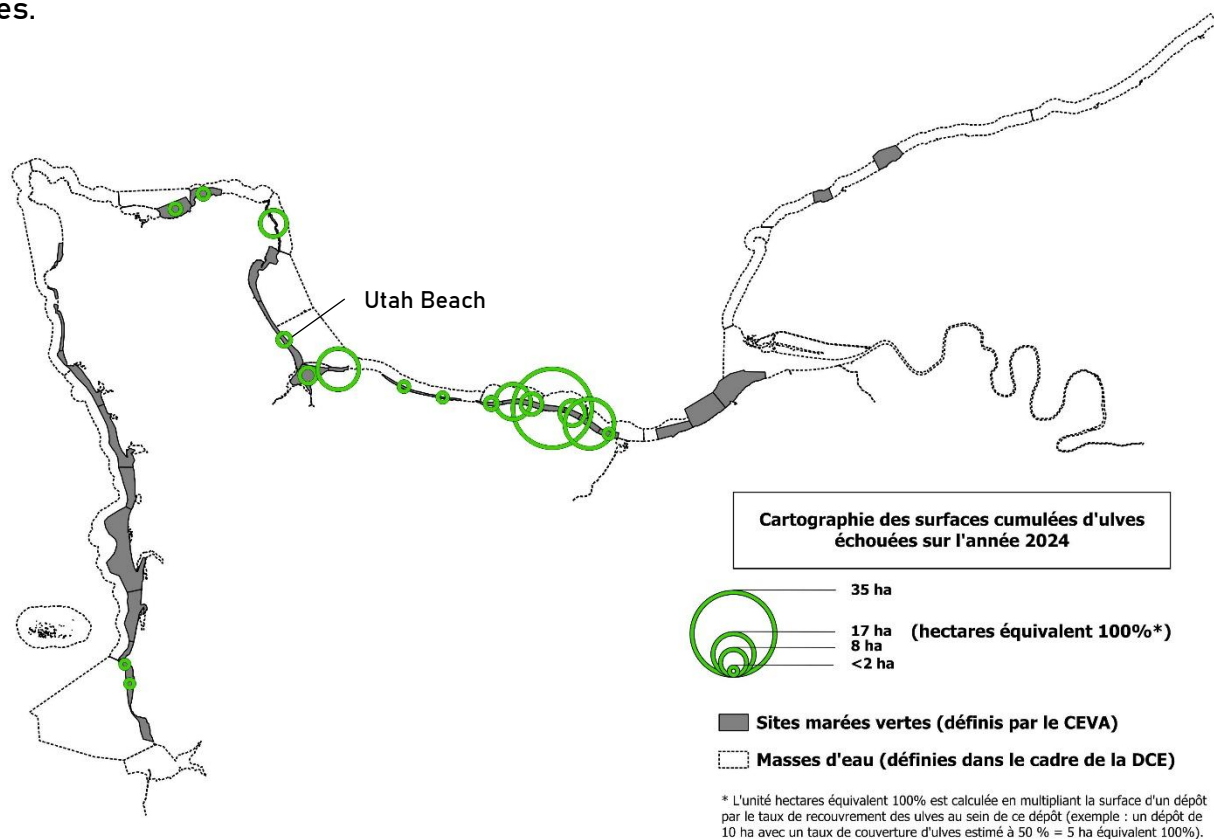 es.
Utah Beach
Cartographie des surfaces cumulées d'ulves
échouées sur l'année 2024
35 ha
17 ha (hectares équivalent 100%*)
8 ha
<2 ha
Sites marées vertes (définis par le CEVA)
Masses d'eau (définies dans le cadre de la DCE)
* L'unité hectares équivalent 100% est calculée en multipliant la surface d'un dépôt
par le taux de recouvrement des ulves au sein de ce dépôt (exemple : un dépôt de
10 ha avec un taux de couverture d'ulves estimé à 50 % = 5 ha équivalent 100%).